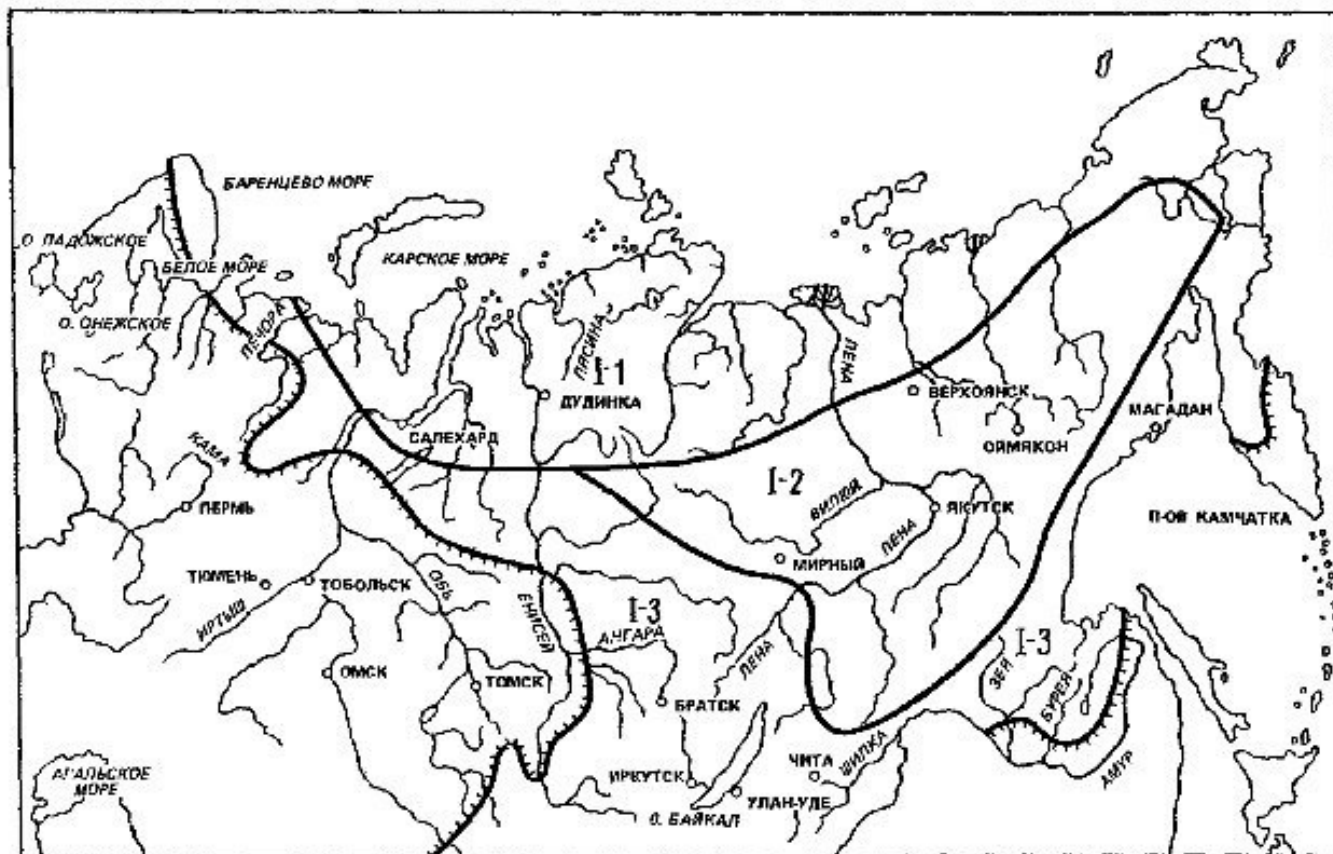 БАРЕНЦЕВО МОРЕ
О. ЛАДОЖСКОЕ
БЕЛОЕ МОРЕ
КАРСКОЕ МОРЕ
О. ОНЕЖСКОЕ
ПЕЧОРА
ПЯСИНА
I-1
ДУДИНКА
ЛЕНА
ВЕРХОЯНСК
МАГАДАН
ОЙМЯКОН
САЛЕХАРД
КАМА
I-2
ВИЛЮЙ
ПЕРМЬ
ЯКУТСК
П-ОВ КАМЧАТКА
ЛЕНА
МИРНЫЙ
ТЮМЕНЬ
ТОБОЛЬСК
ОБЬ
ИРТЫШ
ЕНИСЕЙ
I-3
АНГАРА
ЛЕНА
I-3
ЗЕЯ
БУРЕЯ
ОМСК
ТОМСК
БРАТСК
АМУР
ШИЛКА
ЧИТА
ИРКУТСК
АРАЛЬСКОЕ
МОРЕ
УЛАН-УДЕ
О. БАЙКАЛ